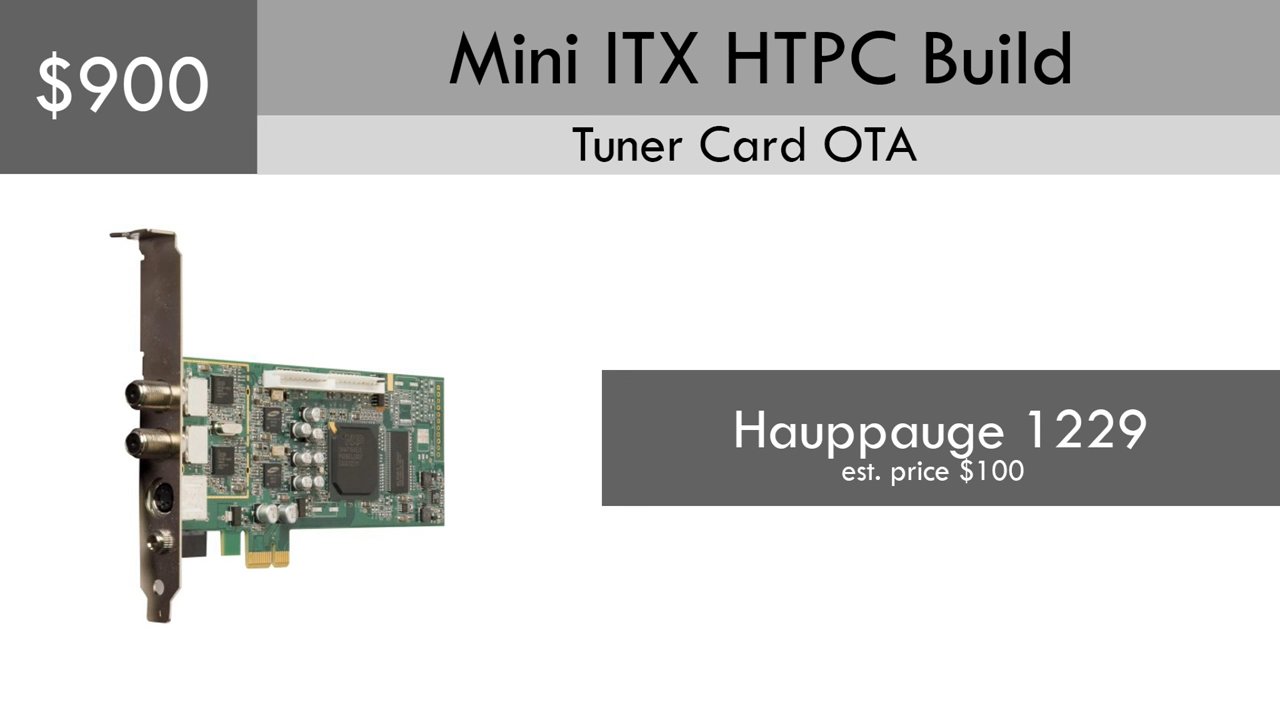 $900
Mini ITX HTPC Build
Tuner Card OTA
Hauppauge 1229
est. price $100